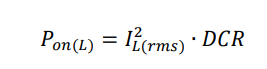 P_{on(L)} = I_{L(rms)}^{2} · DCR